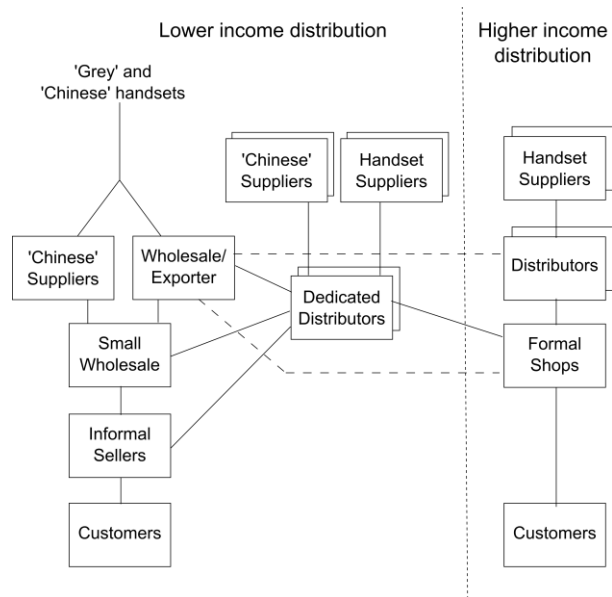 Lower income distribution
Higher income
distribution
'Grey' and
'Chinese' handsets
'Chinese'
Suppliers
Handset
Suppliers
Handset
Suppliers
'Chinese'
Suppliers
Wholesale/
Exporter
Dedicated
Distributors
Distributors
Small
Wholesale
Formal
Shops
Informal
Sellers
Customers
Customers